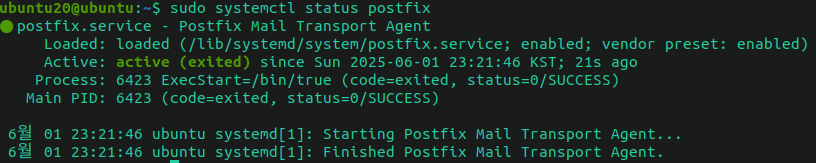 ubuntu20@ubuntu:~$ sudo systemctl status postfix
● postfix.service - Postfix Mail Transport Agent
     Loaded: loaded (/lib/systemd/system/postfix.service; enabled; vendor preset: enabled)
     Active: active (exited) since Sun 2025-06-01 23:21:46 KST; 21s ago
    Process: 6423 ExecStart=/bin/true (code=exited, status=0/SUCCESS)
   Main PID: 6423 (code=exited, status=0/SUCCESS)
 6월 01 23:21:46 ubuntu systemd[1]: Starting Postfix Mail Transport Agent...
 6월 01 23:21:46 ubuntu systemd[1]: Finished Postfix Mail Transport Agent.